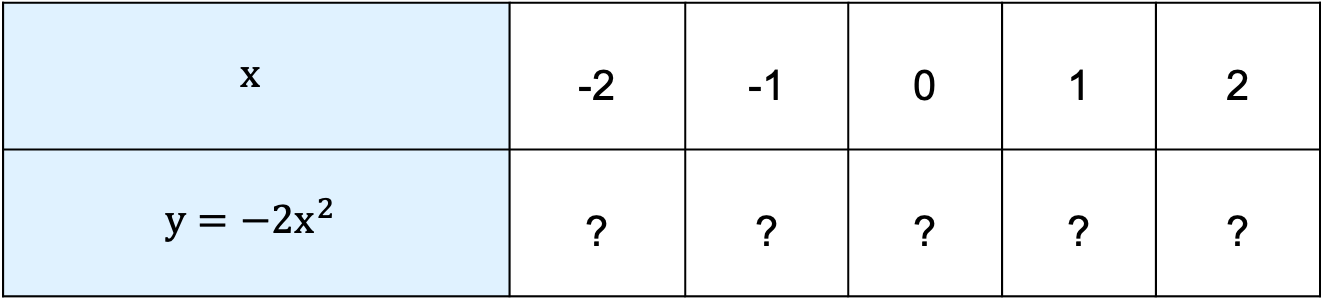 x -2 -1 0 1 2
y = −2x² ? ? ? ? ?